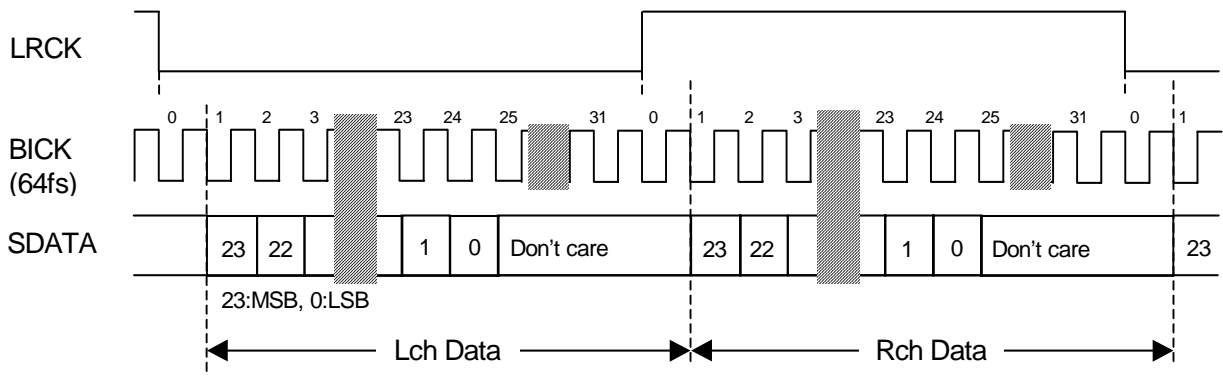 LRCK
0 1 2 3 23 24 25 31 0 1 2 3 23 24 25 31 0 1
BICK
(64fs)
SDATA 23 22 1 0 Don't care 23 22 1 0 Don't care 23
23:MSB, 0:LSB
Lch Data Rch Data